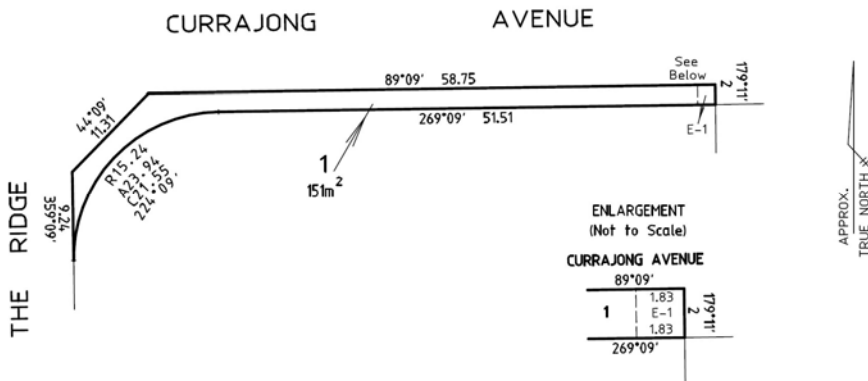 CURRAJONG AVENUE
89°09' 58.75
See
Below
179°11'
2
44°09'
11.31
269°09' 51.51
E-1
R15.24
A23.94
C21.55
224°09'
1
151m²
9.24
359°09'
THE RIDGE
ENLARGEMENT
(Not to Scale)
CURRAJONG AVENUE
89°09'
1.83
1
E-1
179°11'
2
1.83
269°09'
APPROX.
TRUE NORTH X